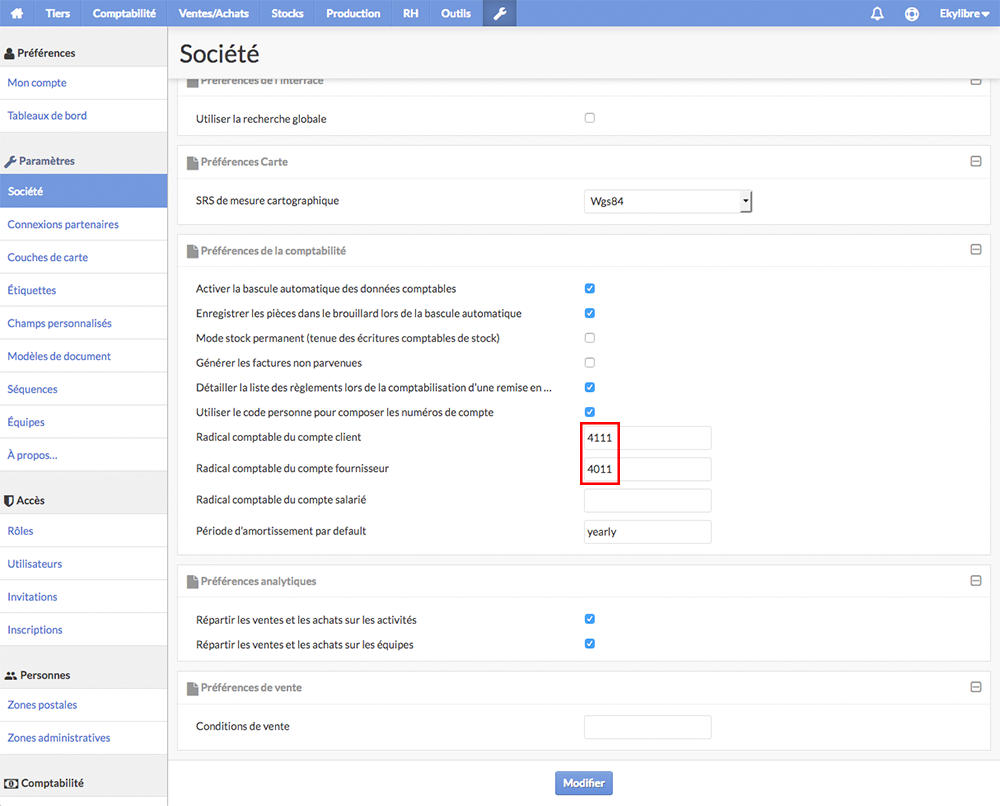 Tiers Comptabilité Ventes/Achats Stocks Production RH Outils Ekylibre
Préférences
Mon compte
Tableaux de bord
Paramètres
Société
Connexions partenaires
Couches de carte
Étiquettes
Champs personnalisés
Modèles de document
Séquences
Équipes
À propos...
Accès
Rôles
Utilisateurs
Invitations
Inscriptions
Personnes
Zones postales
Zones administratives
Comptabilité
Société
Préférences de l'interface
Utiliser la recherche globale
Préférences Carte
SRS de mesure cartographique Wgs84
Préférences de la comptabilité
Activer la bascule automatique des données comptables
Enregistrer les pièces dans le brouillard lors de la bascule automatique
Mode stock permanent (tenue des écritures comptables de stock)
Générer les factures non parvenues
Détailler la liste des règlements lors de la comptabilisation d'une remise en ...
Utiliser le code personne pour composer les numéros de compte
Radical comptable du compte client 4111
Radical comptable du compte fournisseur 4011
Radical comptable du compte salarié
Période d'amortissement par default yearly
Préférences analytiques
Répartir les ventes et les achats sur les activités
Répartir les ventes et les achats sur les équipes
Préférences de vente
Conditions de vente
Modifier